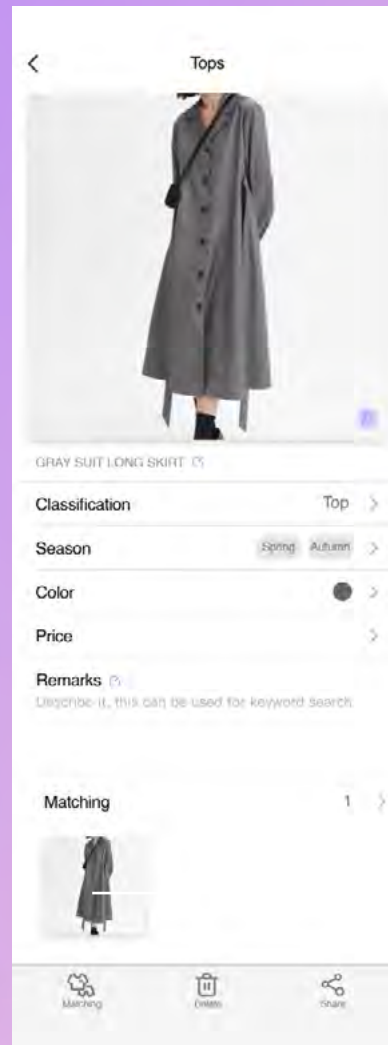 Tops
GRAY SUIT LONG SKIRT
Classification Top
Season Spring Autumn
Color
Price
Remarks
Describe it, this can be used for keyword search
Matching 1
Matching Delete Share